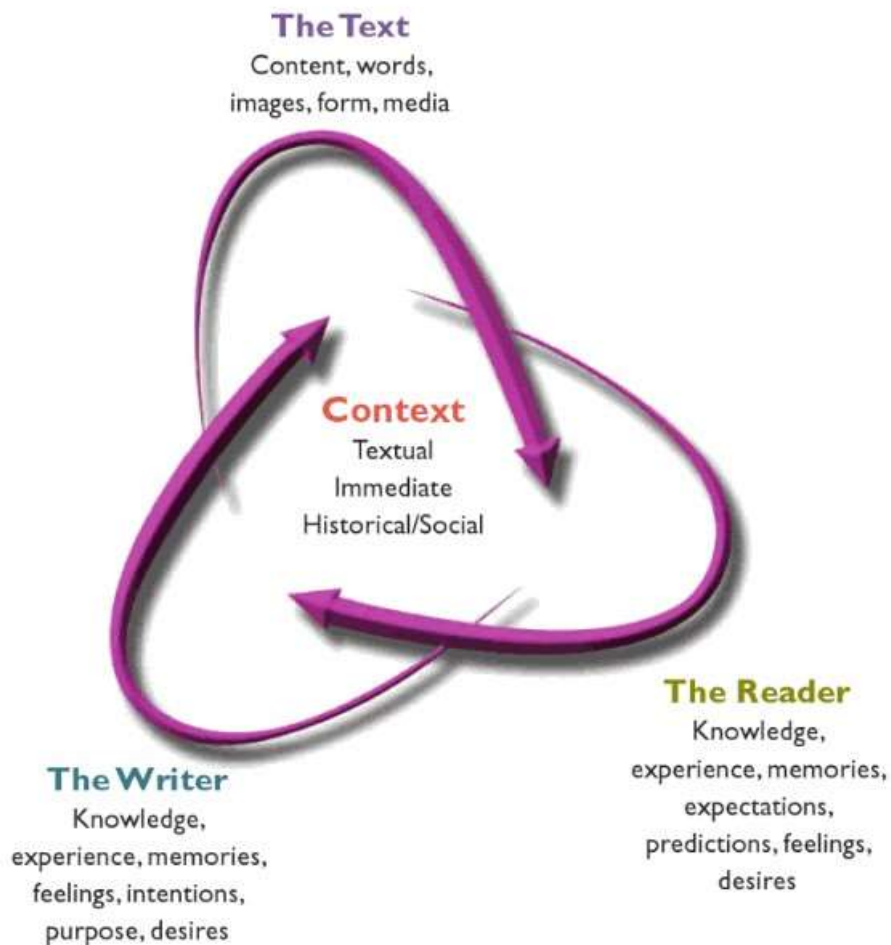 The Text
Content, words,
images, form, media
Context
Textual
Immediate
Historical/Social
The Reader
Knowledge,
experience, memories,
expectations,
predictions, feelings,
desires
The Writer
Knowledge,
experience, memories,
feelings, intentions,
purpose, desires